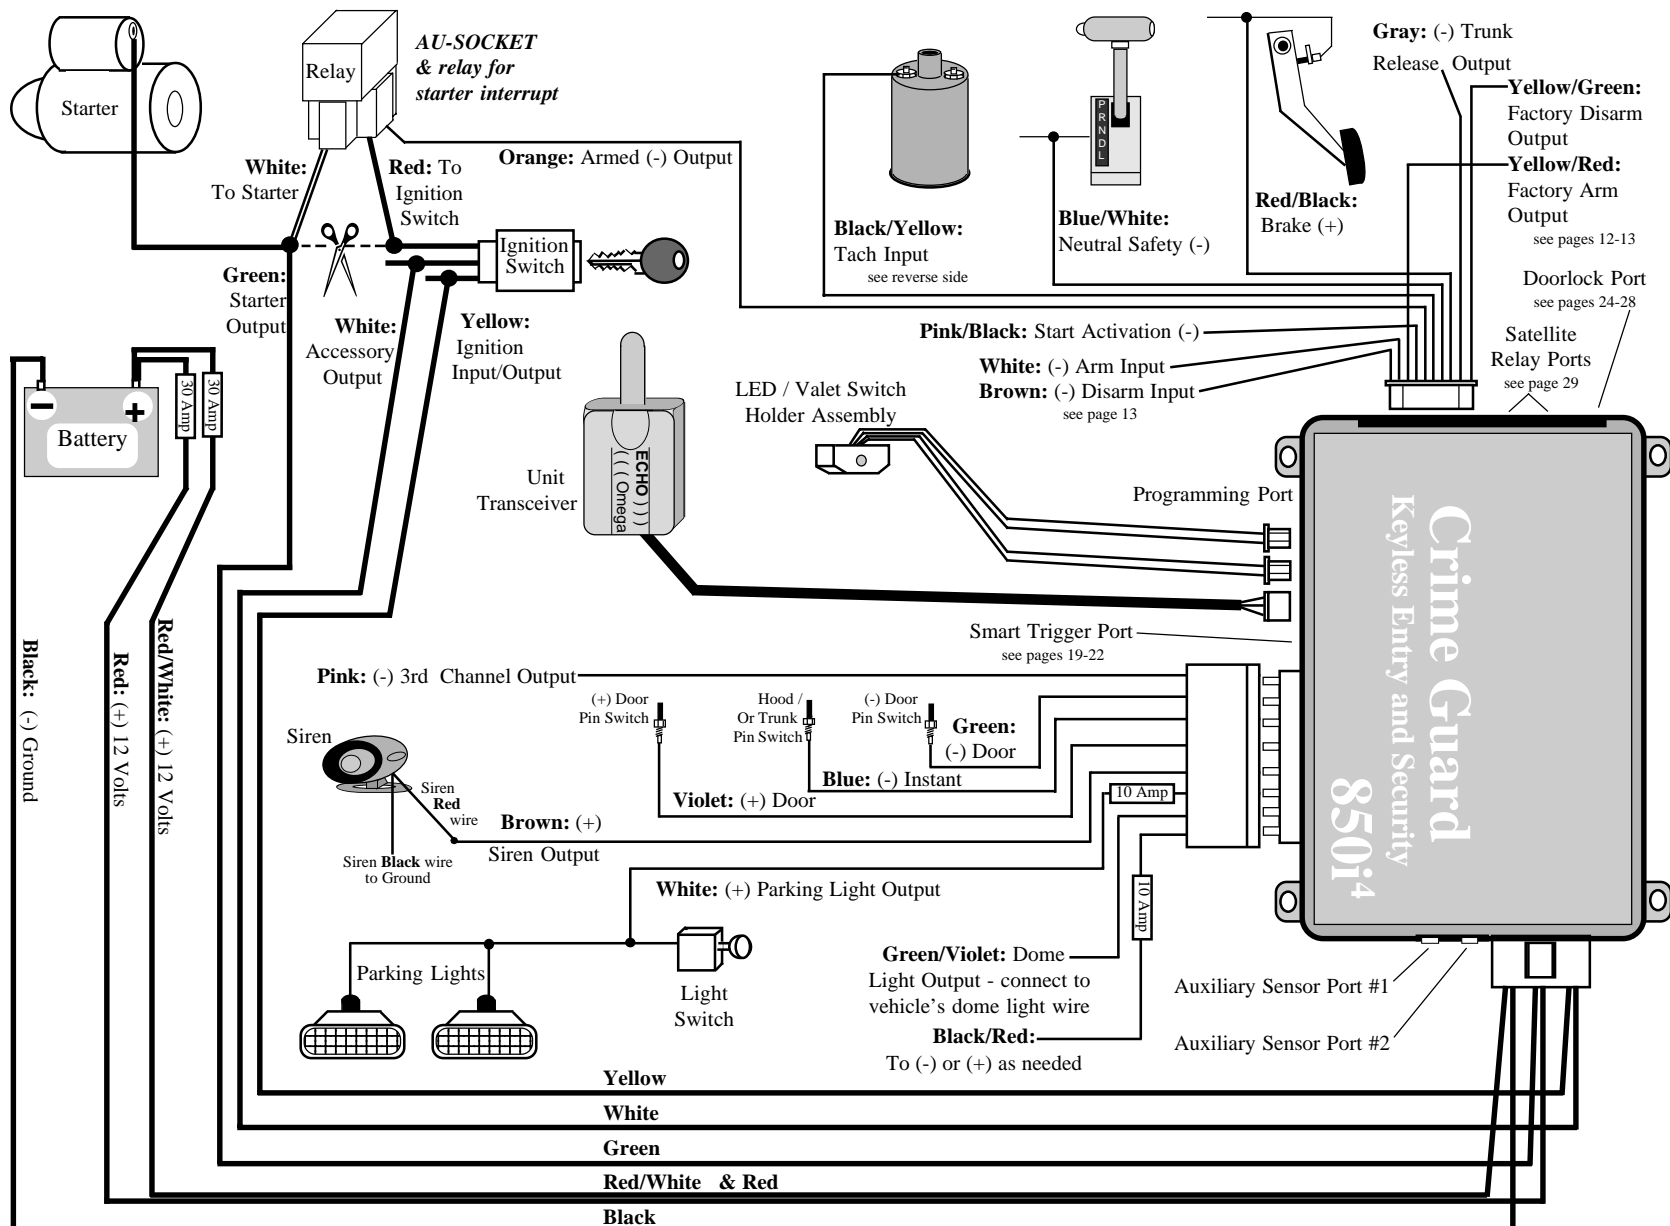 Starter
Relay
AU-SOCKET
& relay for
starter interrupt
White:
To Starter
Red: To
Ignition
Switch
Orange: Armed (-) Output
Green:
Starter
Output
Ignition
Switch
White:
Accessory
Output
Yellow:
Ignition
Input/Output
Black/Yellow:
Tach Input
see reverse side
P
R
N
D
L
Blue/White:
Neutral Safety (-)
Red/Black:
Brake (+)
Gray: (-) Trunk
Release Output
Yellow/Green:
Factory Disarm
Output
Yellow/Red:
Factory Arm
Output
see pages 12-13
Doorlock Port
see pages 24-28
Satellite
Relay Ports
see page 29
Pink/Black: Start Activation (-)
White: (-) Arm Input
Brown: (-) Disarm Input
see page 13
LED / Valet Switch
Holder Assembly
30 Amp
30 Amp
Battery
Unit
Transceiver
ECHO
((( Omega )))
Programming Port
Smart Trigger Port
see pages 19-22
Crime Guard
Keyless Entry and Security
850i4
Black: (-) Ground
Red: (+) 12 Volts
Red/White: (+) 12 Volts
Pink: (-) 3rd Channel Output
(+) Door
Pin Switch
Hood /
Or Trunk
Pin Switch
(-) Door
Pin Switch
Green:
(-) Door
Blue: (-) Instant
Violet: (+) Door
10 Amp
Siren
Siren
Red
wire
Brown: (+)
Siren Output
Siren Black wire
to Ground
White: (+) Parking Light Output
10 Amp
Parking Lights
Light
Switch
Green/Violet: Dome
Light Output - connect to
vehicle's dome light wire
Black/Red:
To (-) or (+) as needed
Auxiliary Sensor Port #1
Auxiliary Sensor Port #2
Yellow
White
Green
Red/White & Red
Black